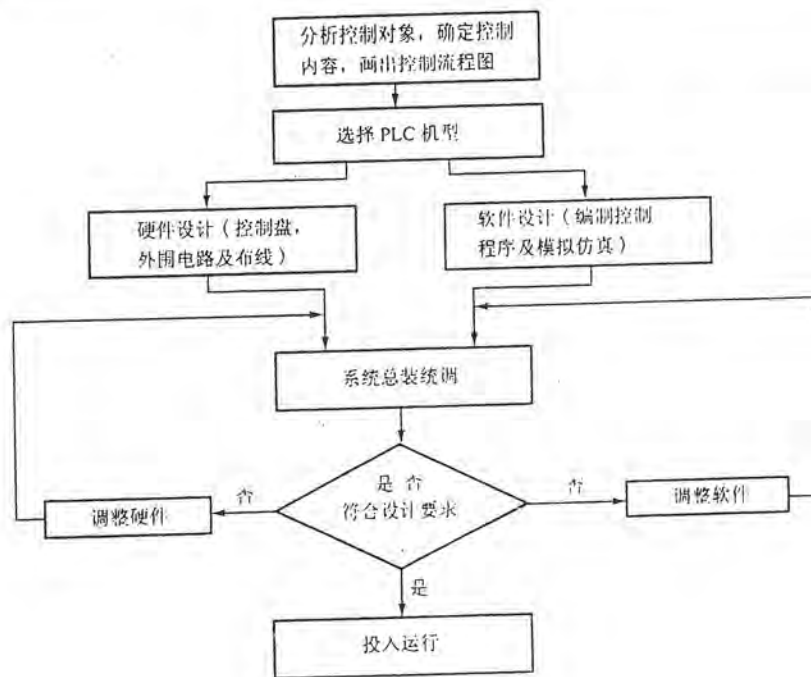 分析控制对象，确定控制
内容，画出控制流程图
选择 PLC 机型
硬件设计（控制盘，
外围电路及布线）
软件设计（编制控制
程序及模拟仿真）
系统总装统调
是 否
符合设计要求
否
调整硬件
否
调整软件
是
投入运行